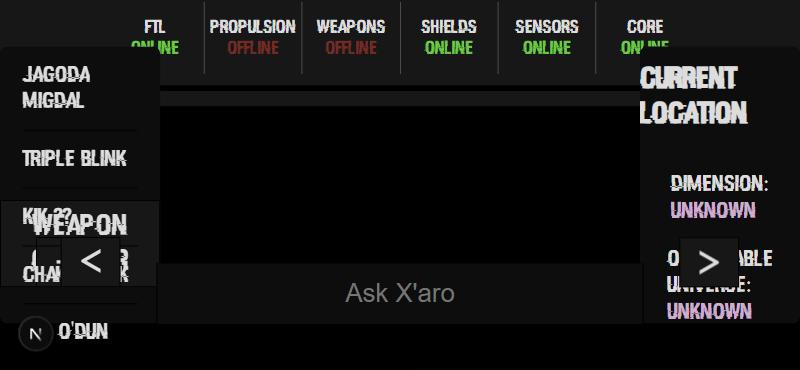 FTL
ONLINE
PROPULSION
OFFLINE
WEAPONS
OFFLINE
SHIELDS
ONLINE
SENSORS
ONLINE
CORE
ONLINE
JAGODA
MIGDAL
TRIPLE BLINK
WEAPON
O'DUN
N
<
Ask X'aro
>
CURRENT
LOCATION
DIMENSION:
UNKNOWN
UNIVERSE:
UNKNOWN